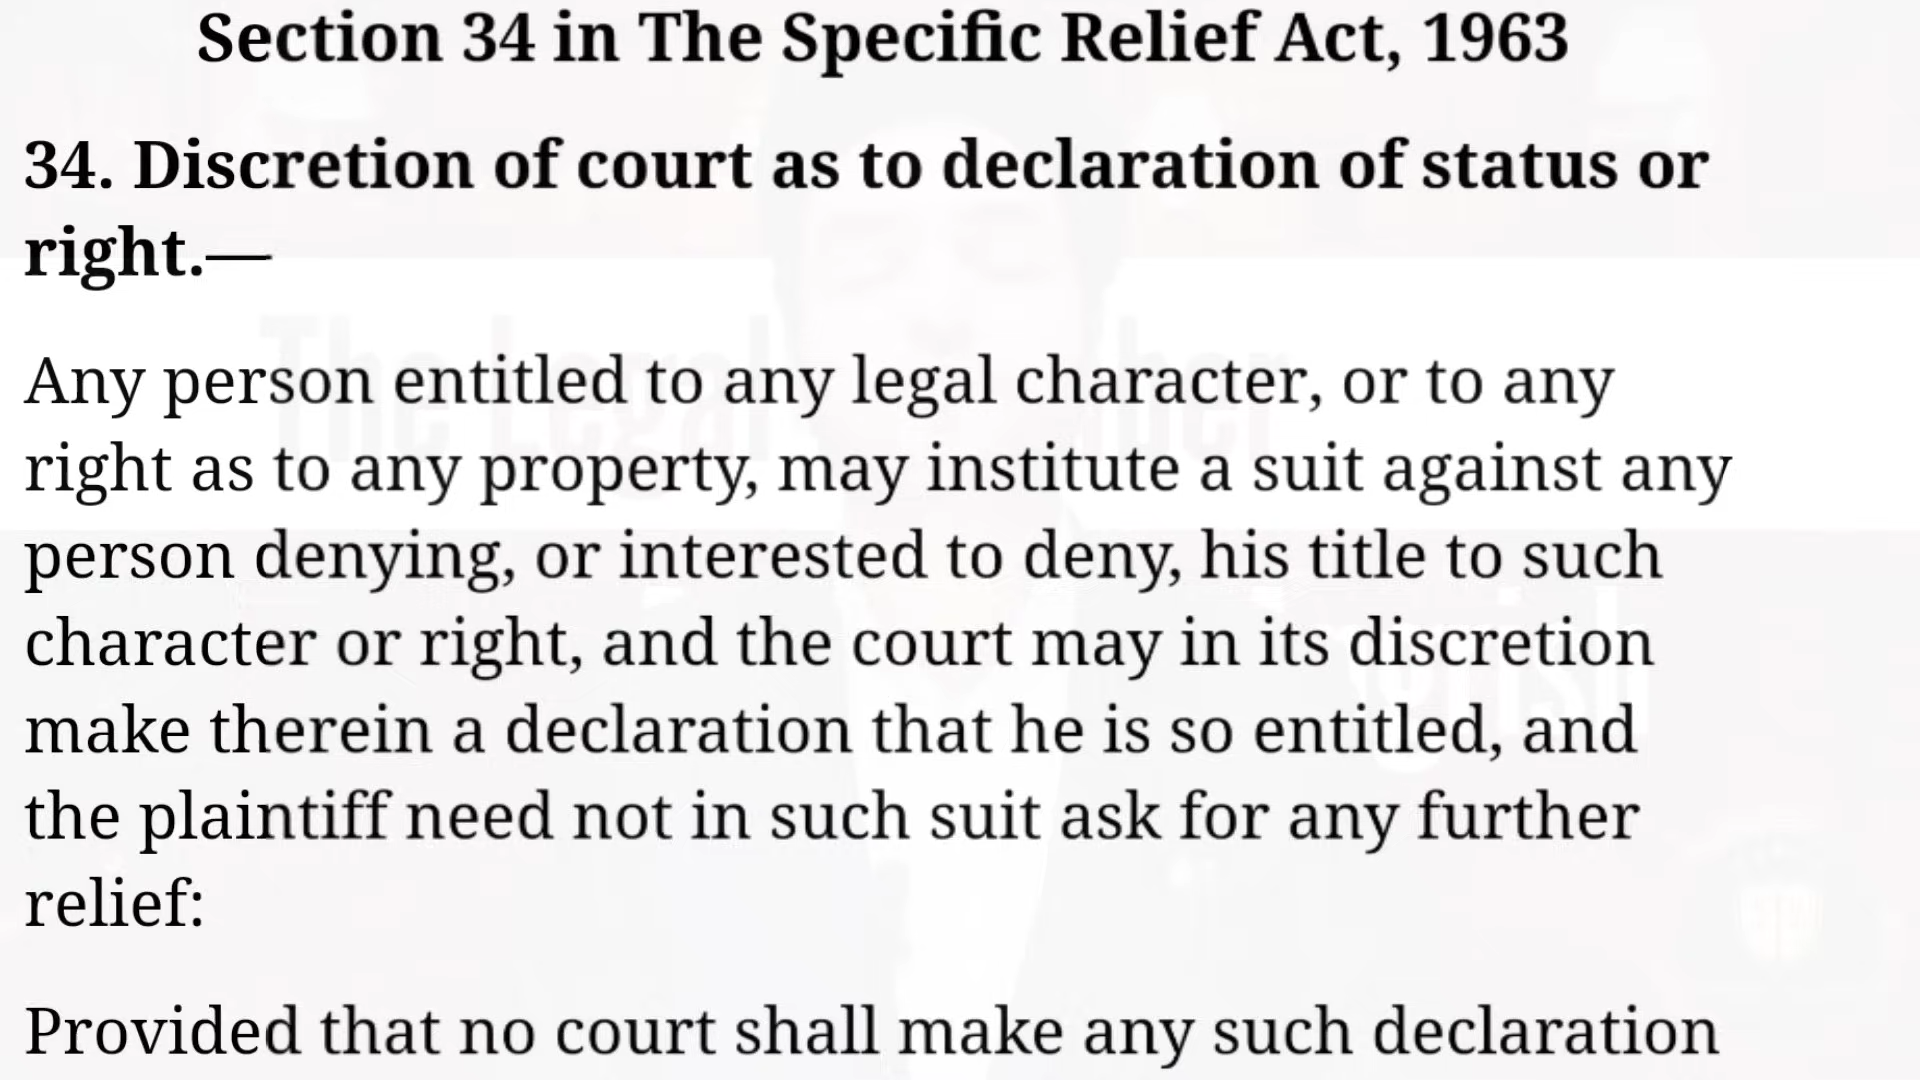 Section 34 in The Specific Relief Act, 1963
34. Discretion of court as to declaration of status or
right.—
Any person entitled to any legal character, or to any
right as to any property, may institute a suit against any
person denying, or interested to deny, his title to such
character or right, and the court may in its discretion
make therein a declaration that he is so entitled, and
the plaintiff need not in such suit ask for any further
relief:
Provided that no court shall make any such declaration
The Legal